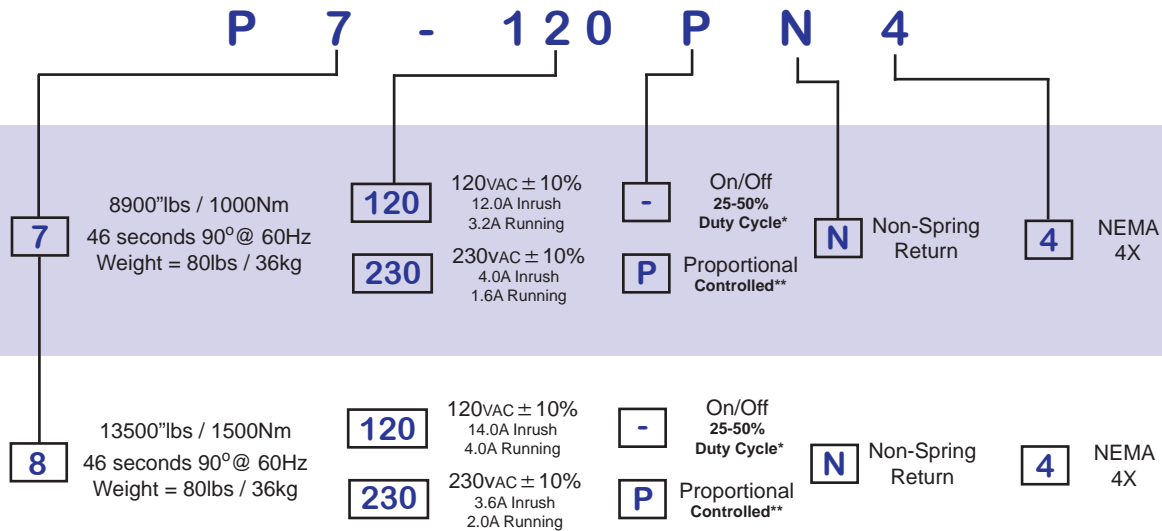 P 7 - 120 P N 4
7
8900"lbs / 1000Nm
46 seconds 90°@ 60Hz
Weight = 80lbs / 36kg
120
120VAC ± 10%
12.0A Inrush
3.2A Running
230
230VAC ± 10%
4.0A Inrush
1.6A Running
-
On/Off
25-50%
Duty Cycle*
P
Proportional
Controlled**
N
Non-Spring
Return
4
NEMA
4X
8
13500"lbs / 1500Nm
46 seconds 90°@ 60Hz
Weight = 80lbs / 36kg
120
120VAC ± 10%
14.0A Inrush
4.0A Running
230
230VAC ± 10%
3.6A Inrush
2.0A Running
-
On/Off
25-50%
Duty Cycle*
P
Proportional
Controlled**
N
Non-Spring
Return
4
NEMA
4X